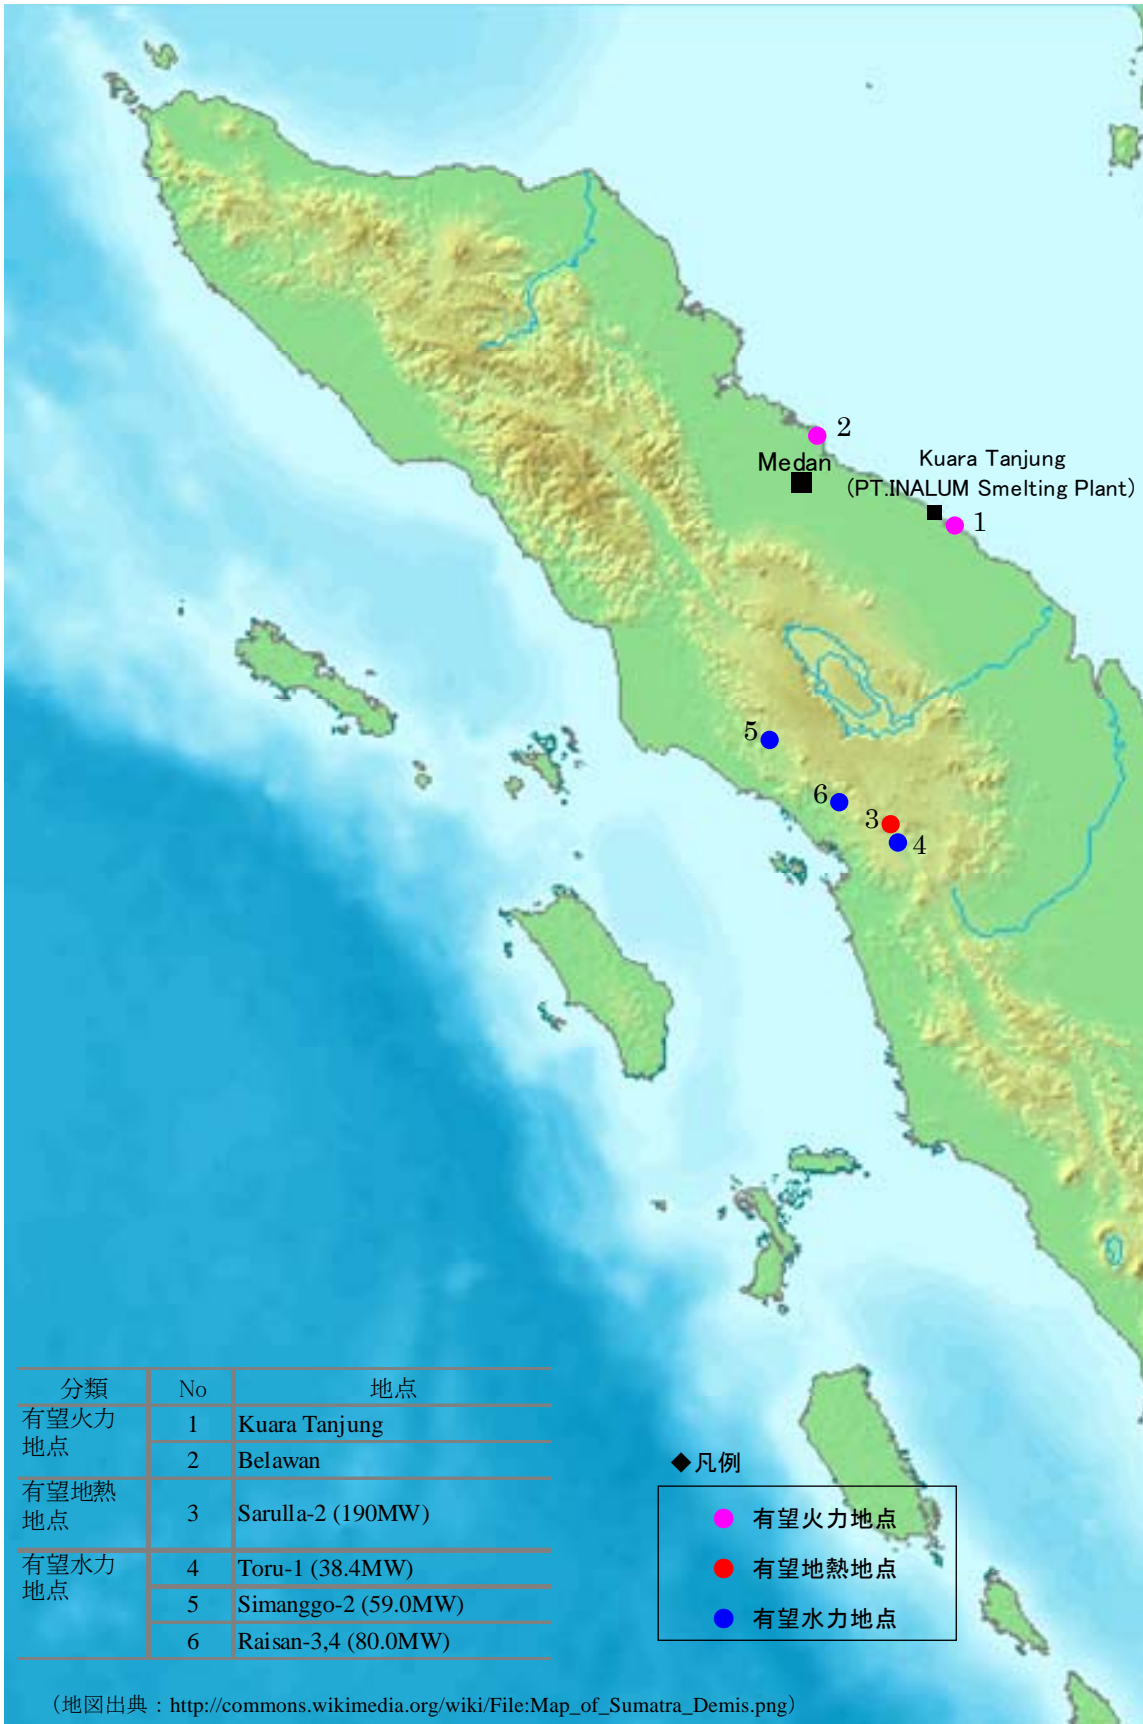 2
Medan
Kuara Tanjung
(PT.INALUM Smelting Plant)
1
5
6
3
4
分類 No 地点
有望火力
地点
1 Kuara Tanjung
2 Belawan
有望地熱
地点
3 Sarulla-2 (190MW)
有望水力
地点
4 Toru-1 (38.4MW)
5 Simanggo-2 (59.0MW)
6 Raisan-3,4 (80.0MW)
◆凡例
有望火力地点
有望地熱地点
有望水力地点
(地図出典：http://commons.wikimedia.org/wiki/File:Map_of_Sumatra_Demis.png)